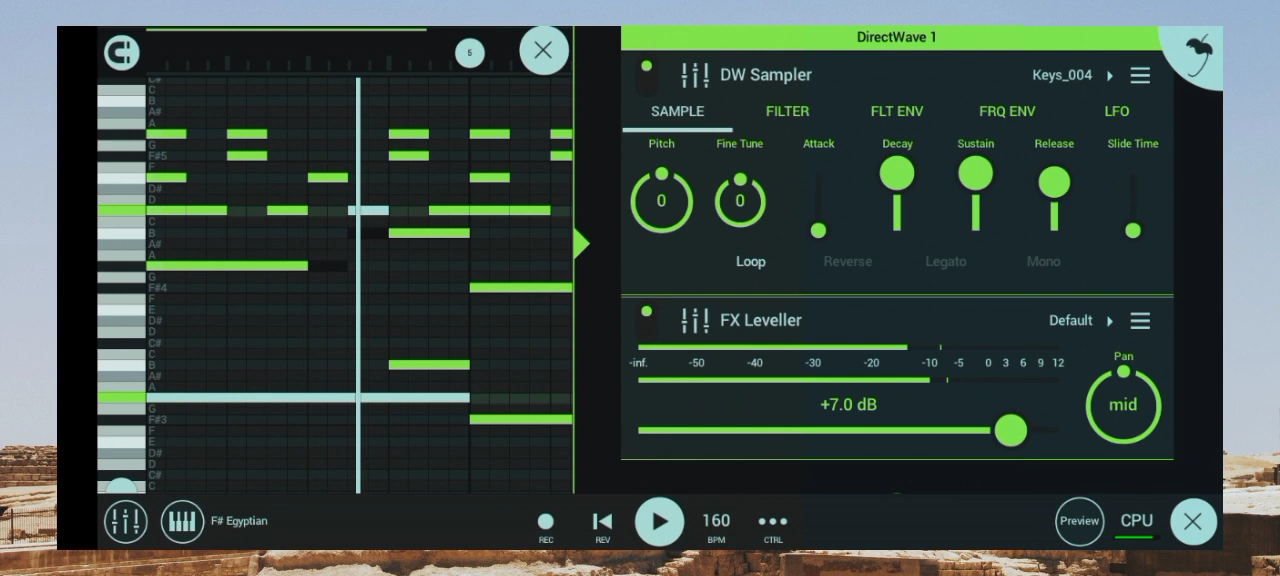 DirectWave 1
5
DW Sampler
Keys_004
SAMPLE FILTER FLT ENV FRQ ENV LFO
Pitch Fine Tune Attack Decay Sustain Release Slide Time
0 0
Loop Reverse Legato Mono
FX Leveller
Default
-inf. -50 -40 -30 -20 -10 -5 0 3 6 9 12
+7.0 dB
Pan
mid
C#
C
B
A#
A
G
F#5
F
D#
D
C
B
A#
A
G
F#4
F
E
D#
D
C#
C
B
A#
A
G
F#3
F
E
D#
D
C#
C
F# Egyptian
REC
REV
160
BPM
CTRL
Preview
CPU